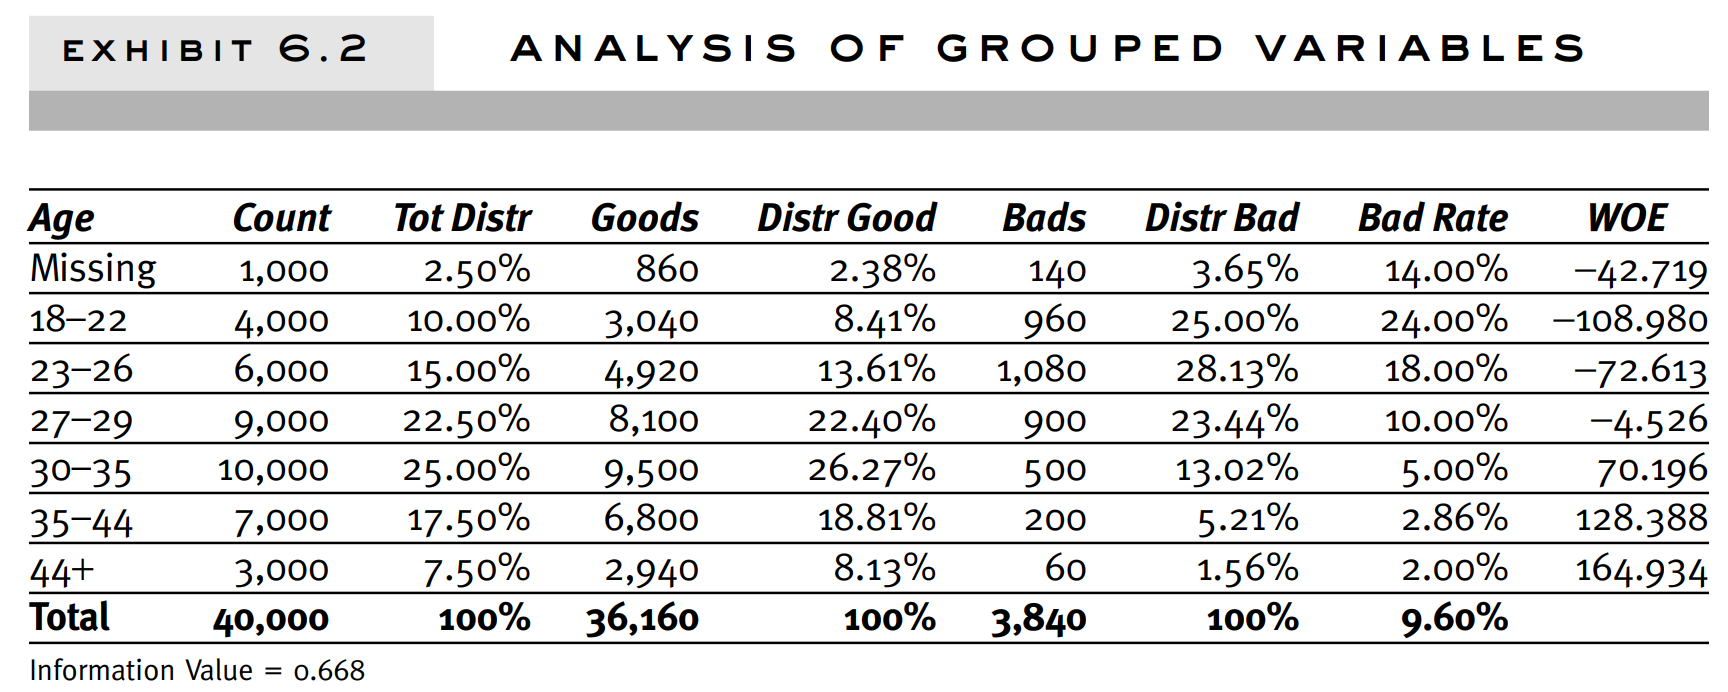 EXHIBIT 6.2 ANALYSIS OF GROUPED VARIABLES
Age Count Tot Distr Goods Distr Good Bads Distr Bad Bad Rate WOE
Missing 1,000 2.50% 860 2.38% 140 3.65% 14.00% –42.719
18–22 4,000 10.00% 3,040 8.41% 960 25.00% 24.00% –108.980
23–26 6,000 15.00% 4,920 13.61% 1,080 28.13% 18.00% –72.613
27–29 9,000 22.50% 8,100 22.40% 900 23.44% 10.00% –4.526
30–35 10,000 25.00% 9,500 26.27% 500 13.02% 5.00% 70.196
35–44 7,000 17.50% 6,800 18.81% 200 5.21% 2.86% 128.388
44+ 3,000 7.50% 2,940 8.13% 60 1.56% 2.00% 164.934
Total 40,000 100% 36,160 100% 3,840 100% 9.60%
Information Value = 0.668